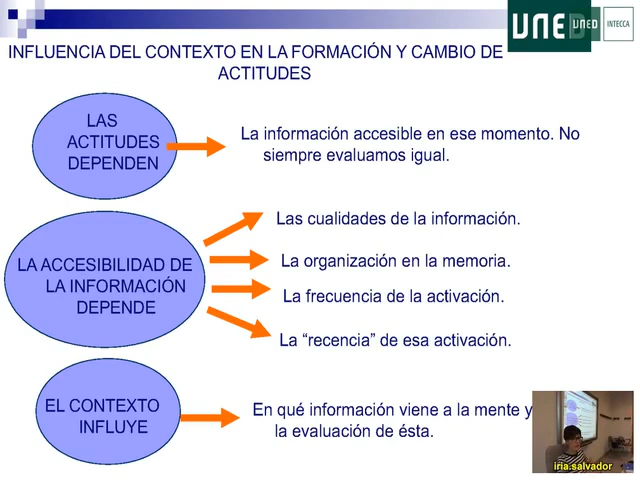 UNED
UNED
INTECCA
INFLUENCIA DEL CONTEXTO EN LA FORMACIÓN Y CAMBIO DE
ACTITUDES
LAS
ACTITUDES
DEPENDEN
La información accesible en ese momento. No
siempre evaluamos igual.
Las cualidades de la información.
LA ACCESIBILIDAD DE
LA INFORMACIÓN
DEPENDE
La organización en la memoria.
La frecuencia de la activación.
La “recencia” de esa activación.
EL CONTEXTO
INFLUYE
En qué información viene a la mente y
la evaluación de ésta.
iria.salvador